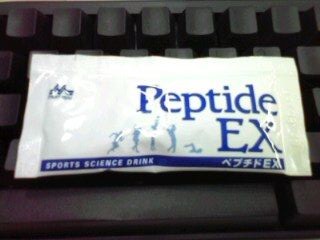 Peptide
EX
SPORTS SCIENCE DRINK
ペプチドEX